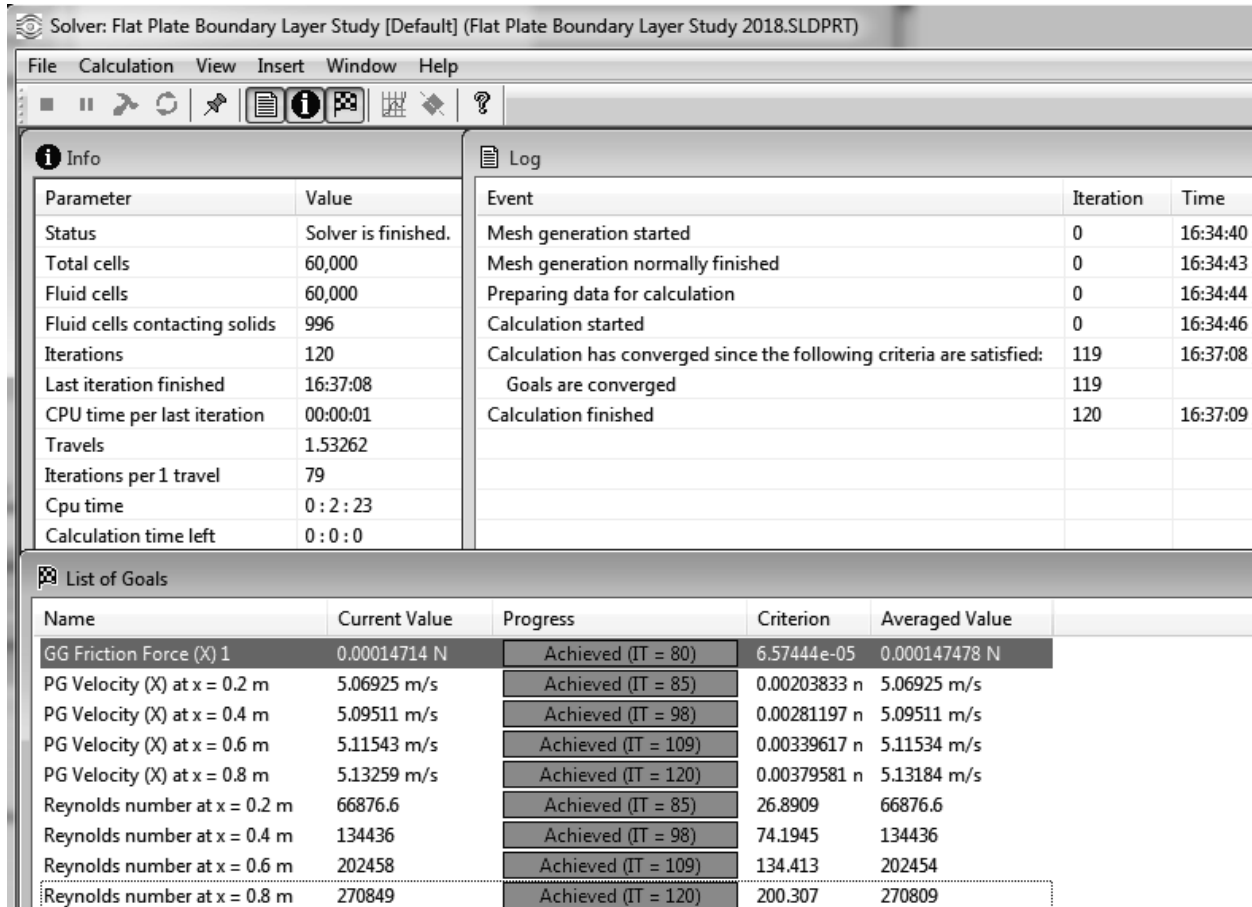 Solver: Flat Plate Boundary Layer Study [Default] (Flat Plate Boundary Layer Study 2018.SLDPRT)
File Calculation View Insert Window Help
Info
Parameter Value
Status Solver is finished.
Total cells 60,000
Fluid cells 60,000
Fluid cells contacting solids 996
Iterations 120
Last iteration finished 16:37:08
CPU time per last iteration 00:00:01
Travels 1.53262
Iterations per 1 travel 79
Cpu time 0 : 2 : 23
Calculation time left 0 : 0 : 0
Log
Event Iteration Time
Mesh generation started 0 16:34:40
Mesh generation normally finished 0 16:34:43
Preparing data for calculation 0 16:34:44
Calculation started 0 16:34:46
Calculation has converged since the following criteria are satisfied: 119 16:37:08
Goals are converged 119
Calculation finished 120 16:37:09
List of Goals
Name Current Value Progress Criterion Averaged Value
GG Friction Force (X) 1 0.00014714 N Achieved (IT = 80) 6.57444e-05 0.000147478 N
PG Velocity (X) at x = 0.2 m 5.06925 m/s Achieved (IT = 85) 0.00203833 n 5.06925 m/s
PG Velocity (X) at x = 0.4 m 5.09511 m/s Achieved (IT = 98) 0.00281197 n 5.09511 m/s
PG Velocity (X) at x = 0.6 m 5.11543 m/s Achieved (IT = 109) 0.00339617 n 5.11534 m/s
PG Velocity (X) at x = 0.8 m 5.13259 m/s Achieved (IT = 120) 0.00379581 n 5.13184 m/s
Reynolds number at x = 0.2 m 66876.6 Achieved (IT = 85) 26.8909 66876.6
Reynolds number at x = 0.4 m 134436 Achieved (IT = 98) 74.1945 134436
Reynolds number at x = 0.6 m 202458 Achieved (IT = 109) 134.413 202454
Reynolds number at x = 0.8 m 270849 Achieved (IT = 120) 200.307 270809